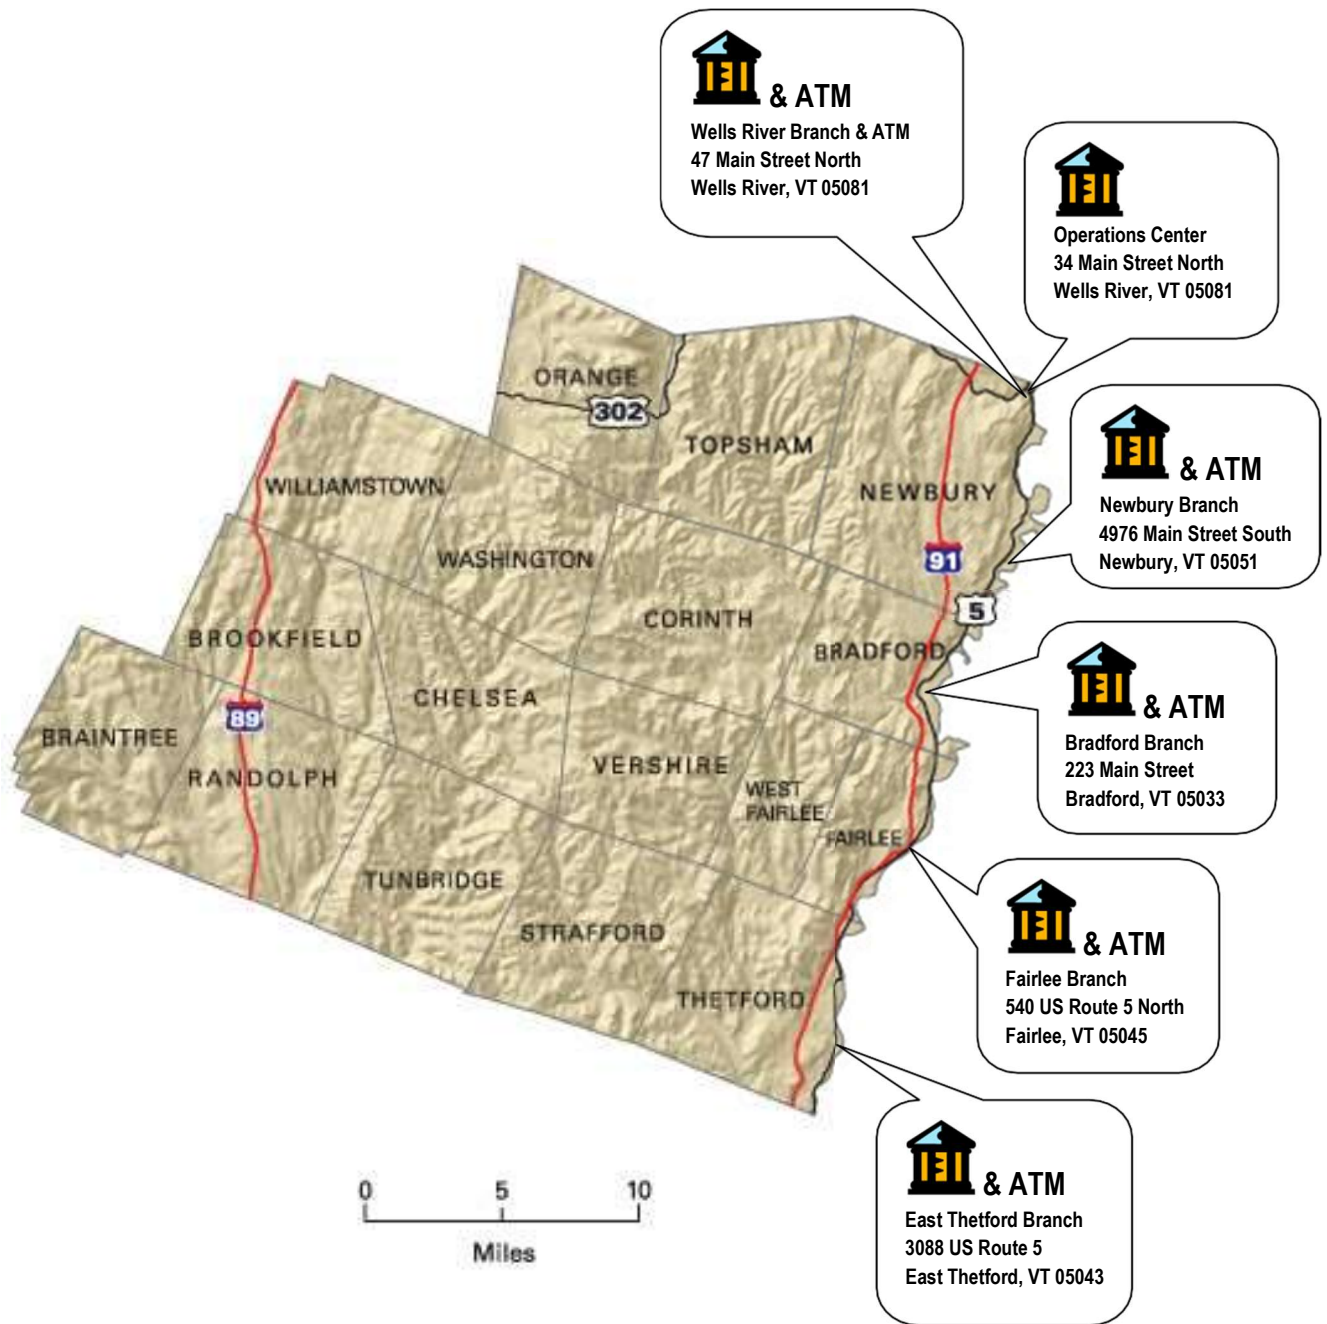 & ATM
Wells River Branch & ATM
47 Main Street North
Wells River, VT 05081
Operations Center
34 Main Street North
Wells River, VT 05081
& ATM
Newbury Branch
4976 Main Street South
Newbury, VT 05051
& ATM
Bradford Branch
223 Main Street
Bradford, VT 05033
& ATM
Fairlee Branch
540 US Route 5 North
Fairlee, VT 05045
& ATM
East Thetford Branch
3088 US Route 5
East Thetford, VT 05043
ORANGE
302
TOPSHAM
WILLIAMSTOWN
NEWBURY
WASHINGTON
91
5
CORINTH
BROOKFIELD
BRADFORD
CHELSEA
89
BRAINTREE
RANDOLPH
VERSHIRE
WEST
FAIRLEE
FAIRLEE
TUNBRIDGE
STRAFFORD
THETFORD
0 5 10
Miles